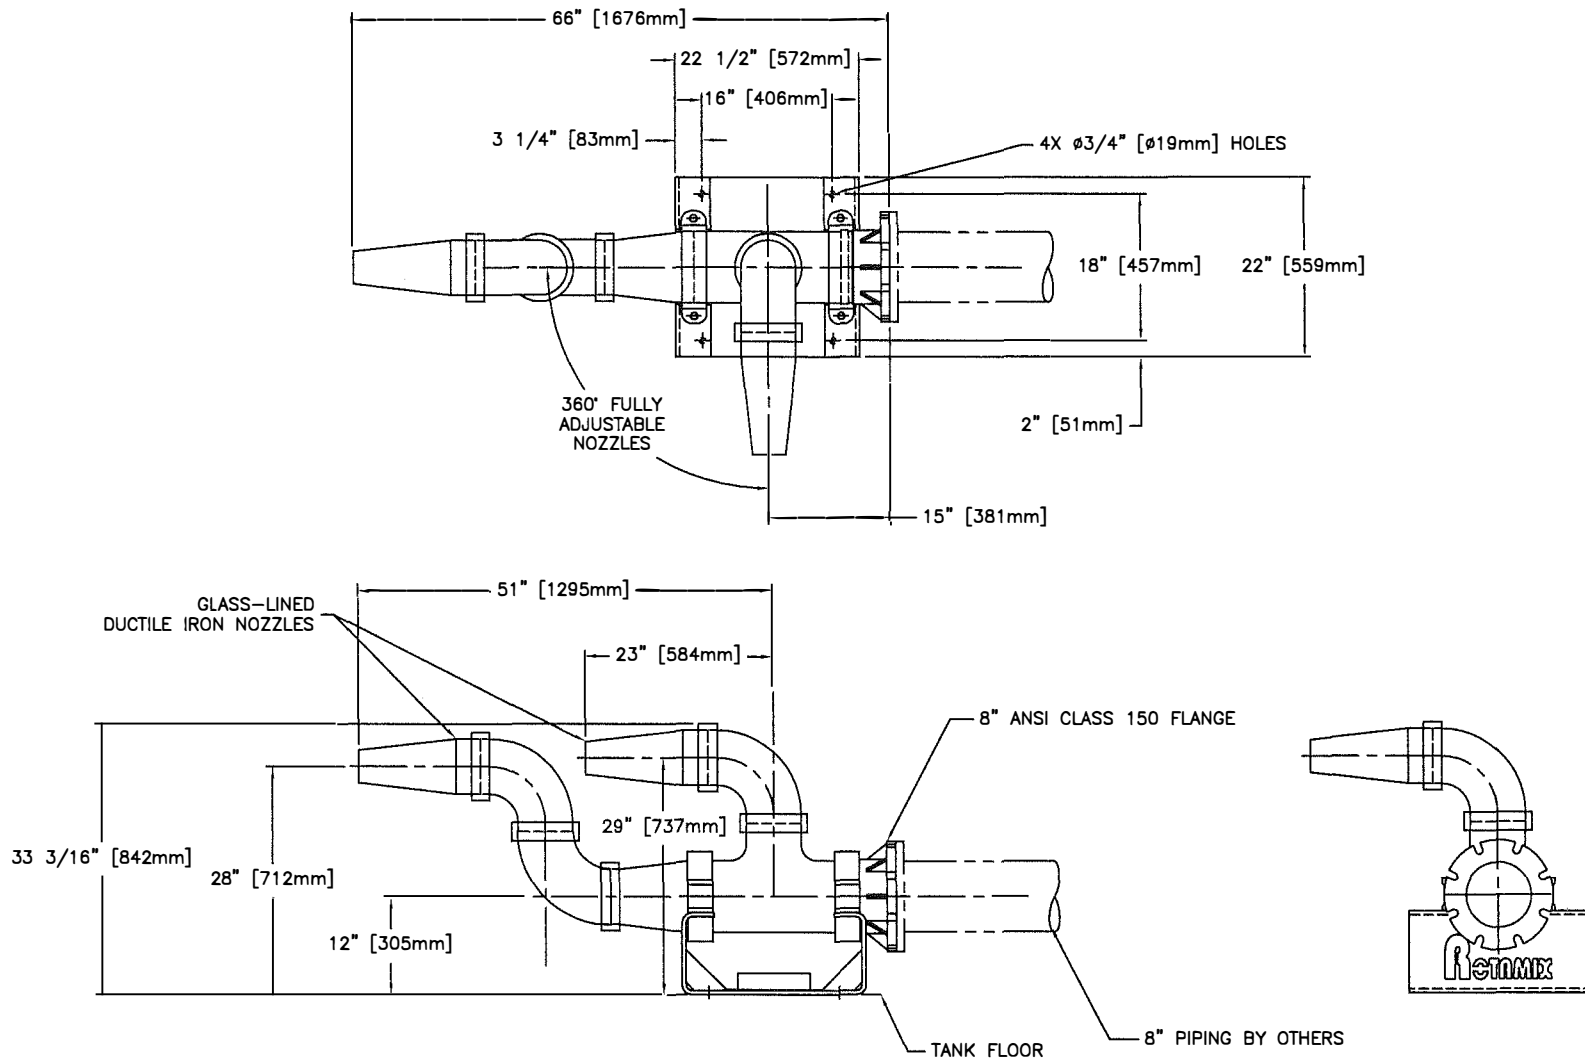 66" [1676mm]
22 1/2" [572mm]
16" [406mm]
3 1/4" [83mm]
4X ø3/4" [ø19mm] HOLES
18" [457mm]
22" [559mm]
360° FULLY
ADJUSTABLE
NOZZLES
2" [51mm]
15" [381mm]
51" [1295mm]
GLASS-LINED
DUCTILE IRON NOZZLES
23" [584mm]
8" ANSI CLASS 150 FLANGE
29" [737mm]
33 3/16" [842mm]
28" [712mm]
12" [305mm]
ROTAMIX
8" PIPING BY OTHERS
TANK FLOOR